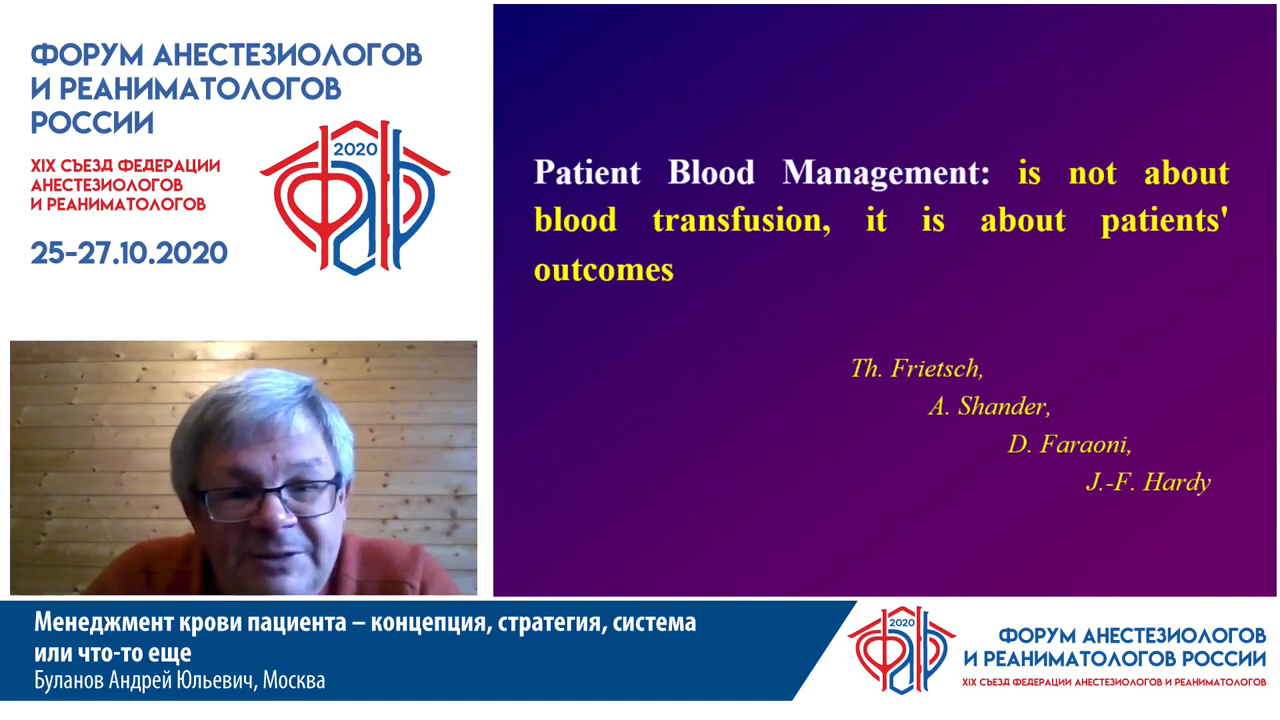 ФОРУМ АНЕСТЕЗИОЛОГОВ
И РЕАНИМАТОЛОГОВ
РОССИИ
XIX СЪЕЗД ФЕДЕРАЦИИ
АНЕСТЕЗИОЛОГОВ
И РЕАНИМАТОЛОГОВ
25-27.10.2020
2020
ФАР
Patient Blood Management: is not about
blood transfusion, it is about patients'
outcomes
Th. Frietsch,
A. Shander,
D. Faraoni,
J.-F. Hardy
Менеджмент крови пациента – концепция, стратегия, система
или что-то еще
Буланов Андрей Юльевич, Москва
2020
ФАР
ФОРУМ АНЕСТЕЗИОЛОГОВ
И РЕАНИМАТОЛОГОВ РОССИИ
XIX СЪЕЗД ФЕДЕРАЦИИ АНЕСТЕЗИОЛОГОВ И РЕАНИМАТОЛОГОВ